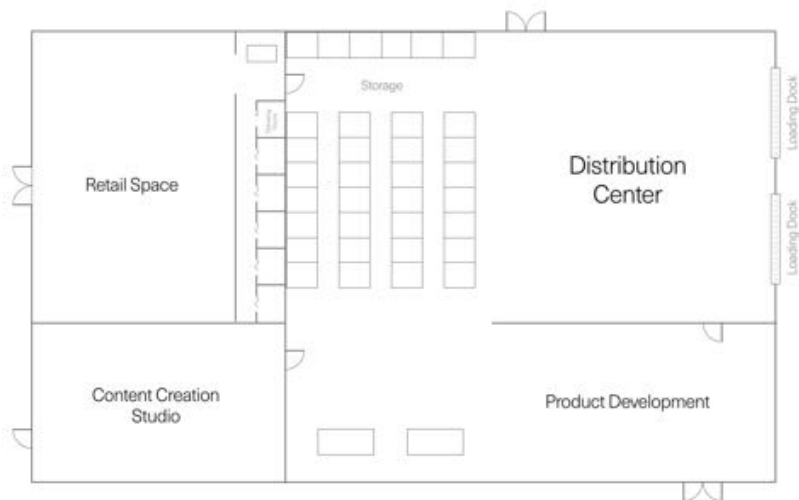 Storage
Loading Dock
Retail Space
Distribution
Center
Loading Dock
Content Creation
Studio
Product Development